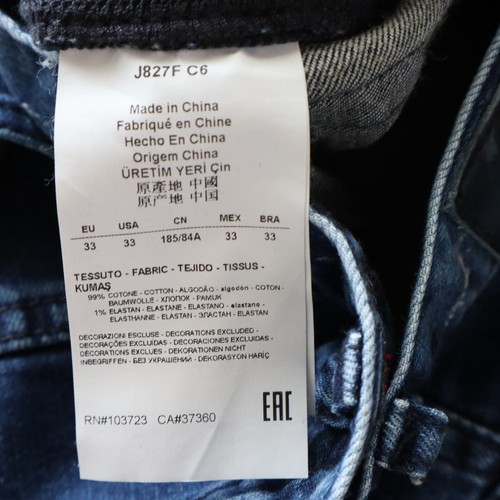 J827F C6
Made in China
Fabriqué en Chine
Hecho En China
Origem China
ÜRETİM YERİ Çin
原產地 中國
原产地 中国
EU USA CN MEX BRA
33 33 185/84A 33 33
TESSUTO - FABRIC - TEJIDO - TISSUS -
KUMAŞ
99% COTONE - COTTON - ALGODÃO - algodón - COTON -
BAUMWOLLE - ХЛОПОК - PAMUK
1% ELASTAN - ELASTANE - ELASTANO - elastano -
ELASTHANNE - ELASTAN - ЭЛАСТАН - ELASTAN
DECORAZIONI ESCLUSE - DECORATIONS EXCLUDED -
DECORAÇÕES EXCLUIDAS - DECORACIONES EXCLUIDAS -
DÉCORATIONS EXCLUES - DEKORATIONEN NICHT
INBEGRIFFEN - БЕЗ УКРАШЕНИЙ - DEKORASYON HARİÇ
EAC
RN#103723 CA#37360